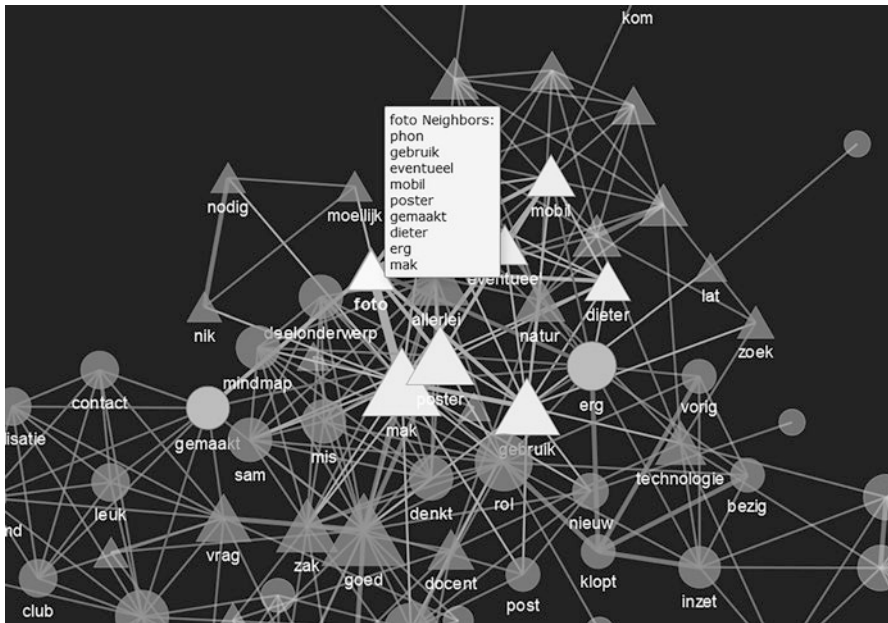 kom
foto Neighbors:
phon
gebruik
eventueel
mobil
poster
gemaakt
dieter
erg
mak
nodig
moeilijk
mobil
eventueel
foto
allerlei
natur
dieter
lat
nik
deelonderwerp
zoek
mindmap
contact
poster
erg
vorig
isatie
gemaakt
sam
mis
mak
gebruik
technologie
leuk
denkt
rol
nieuw
bezig
nd
vrag
zak
goed
docent
post
klopt
inzet
club